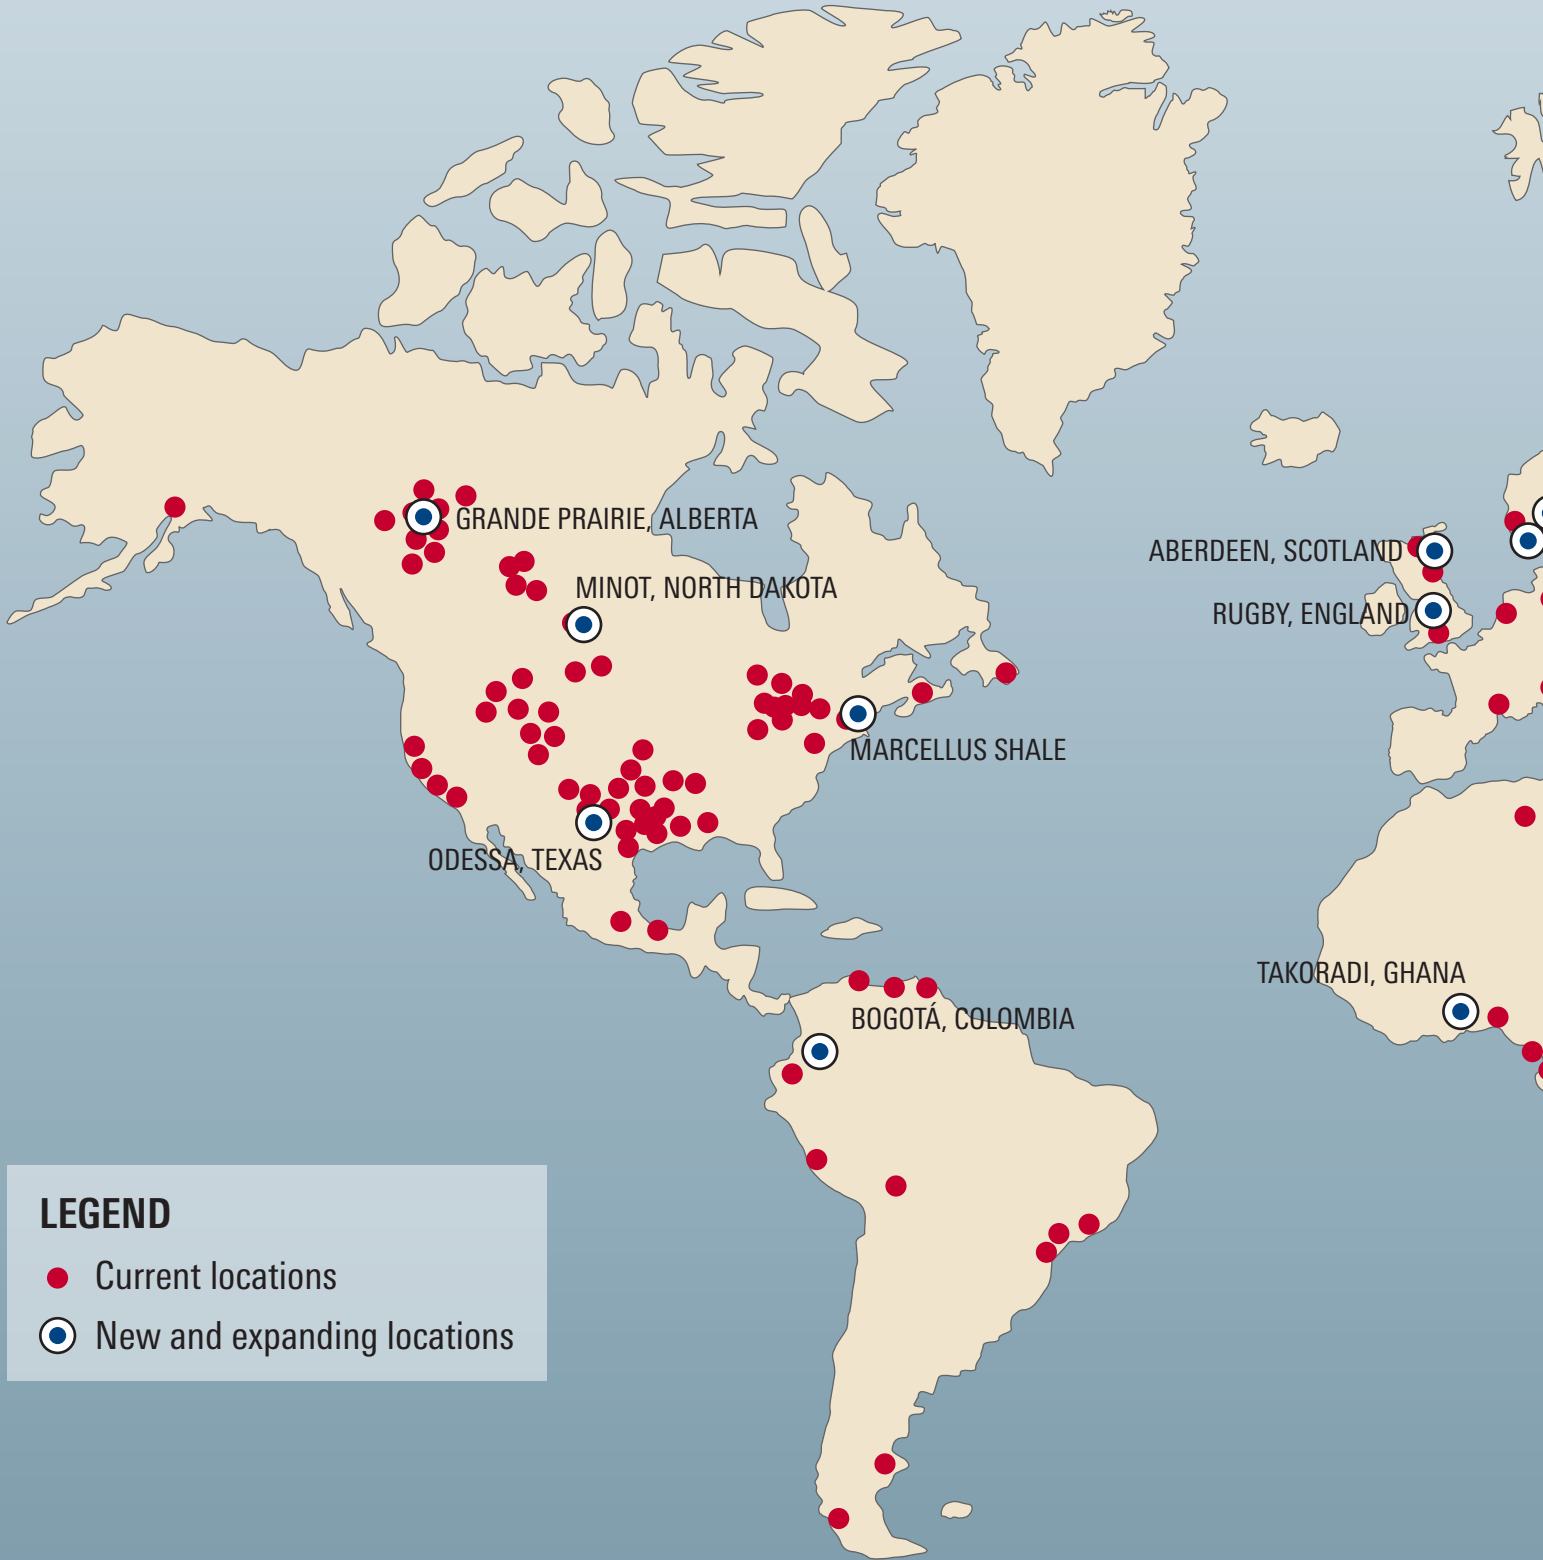 GRANDE PRAIRIE, ALBERTA
ABERDEEN, SCOTLAND
MINOT, NORTH DAKOTA
RUGBY, ENGLAND
MARCELLUS SHALE
ODESSA, TEXAS
TAKORADI, GHANA
BOGOTÁ, COLOMBIA
LEGEND
Current locations
New and expanding locations